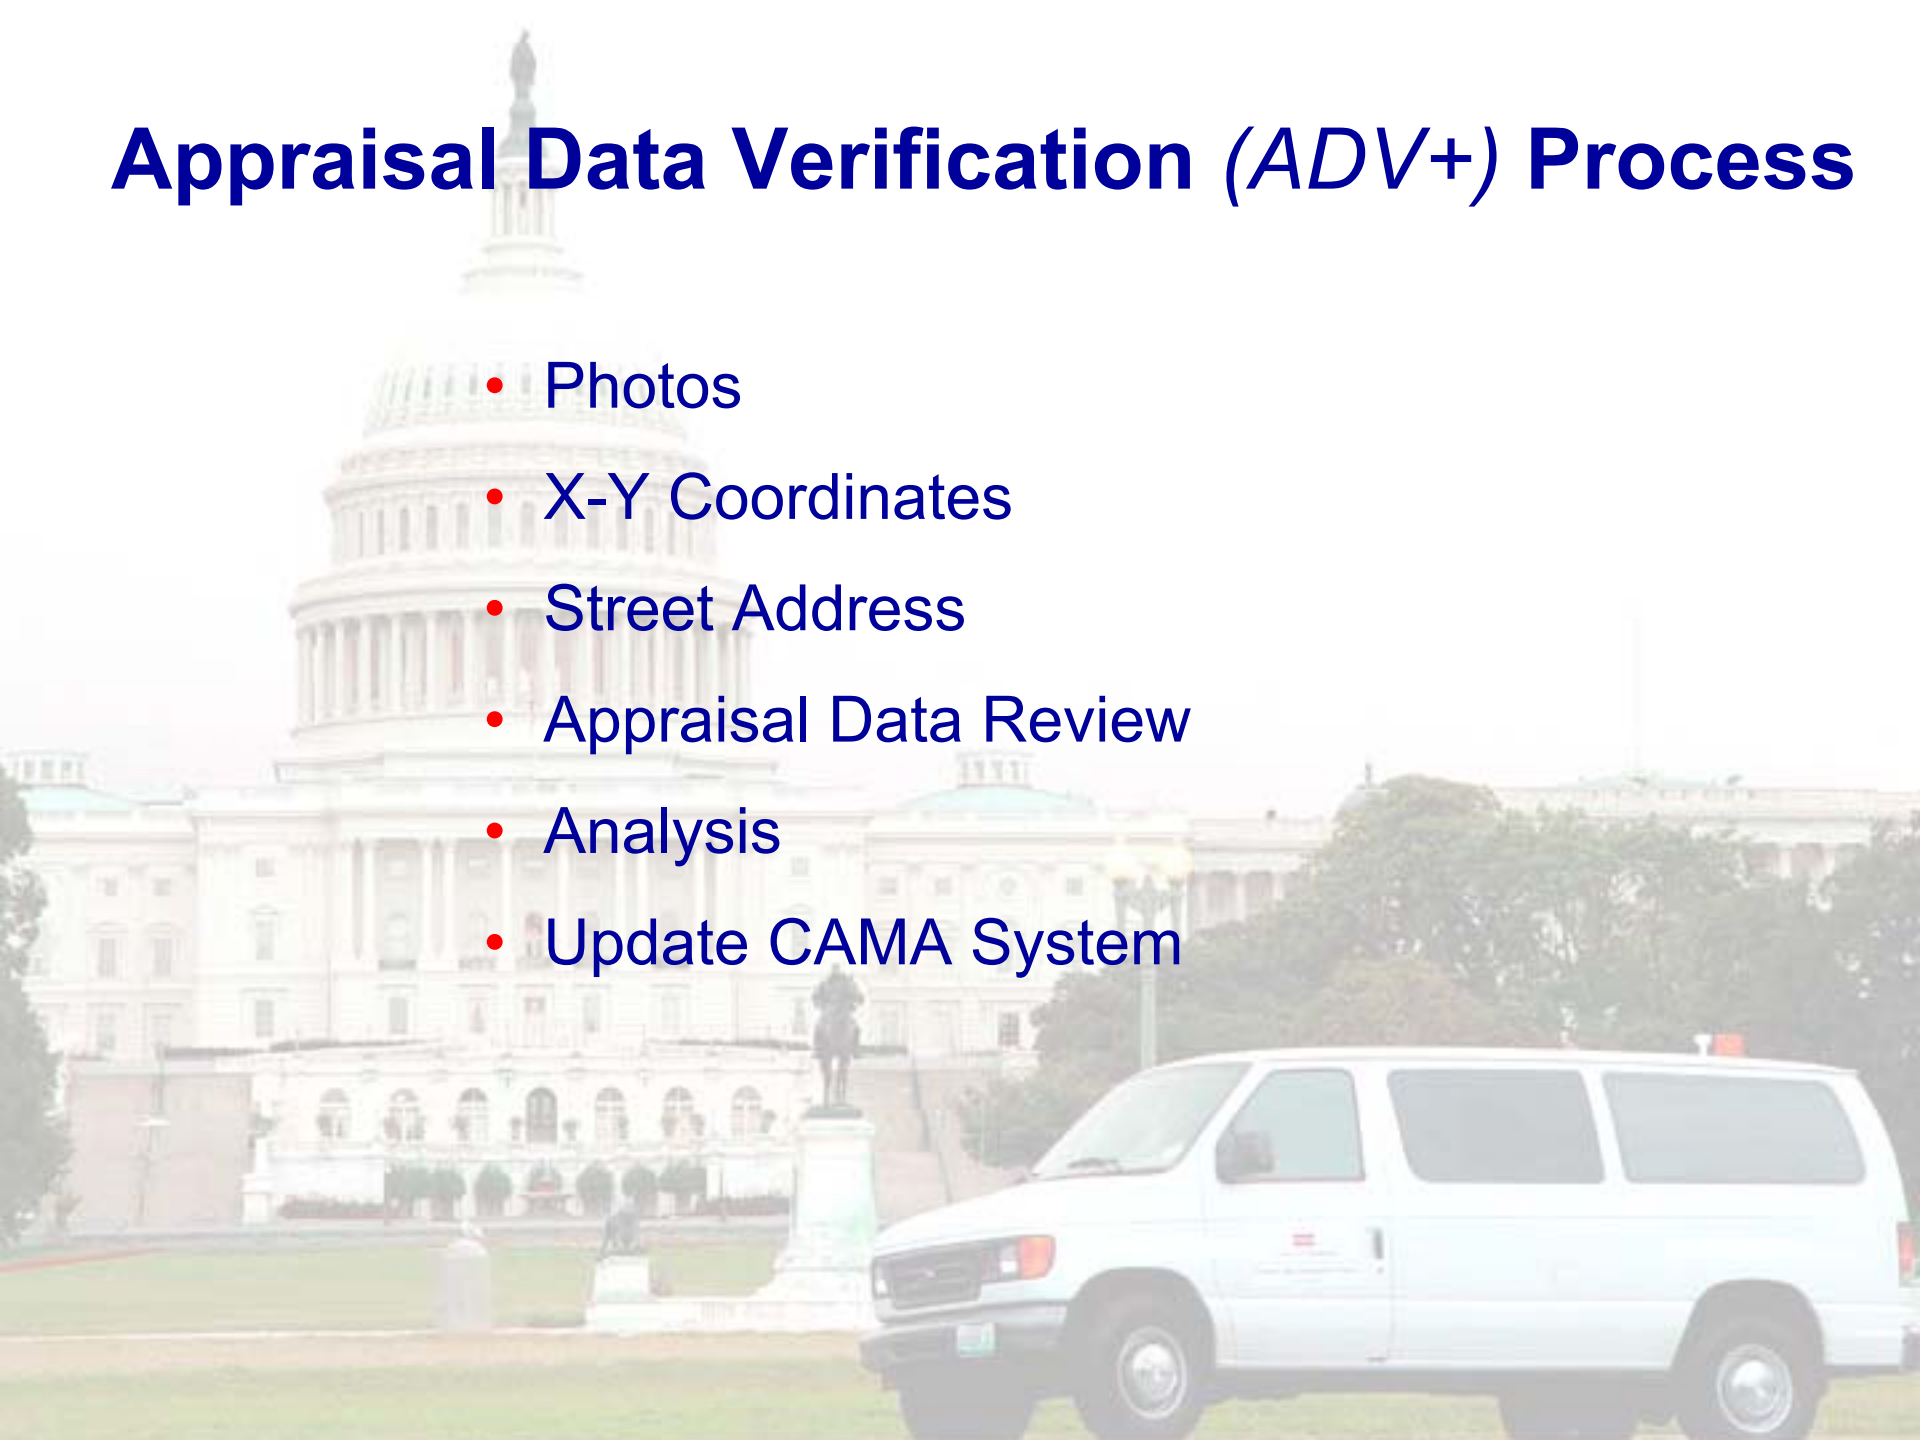 Appraisal Data Verification (ADV+) Process
• Photos
• X-Y Coordinates
• Street Address
• Appraisal Data Review
• Analysis
• Update CAMA System